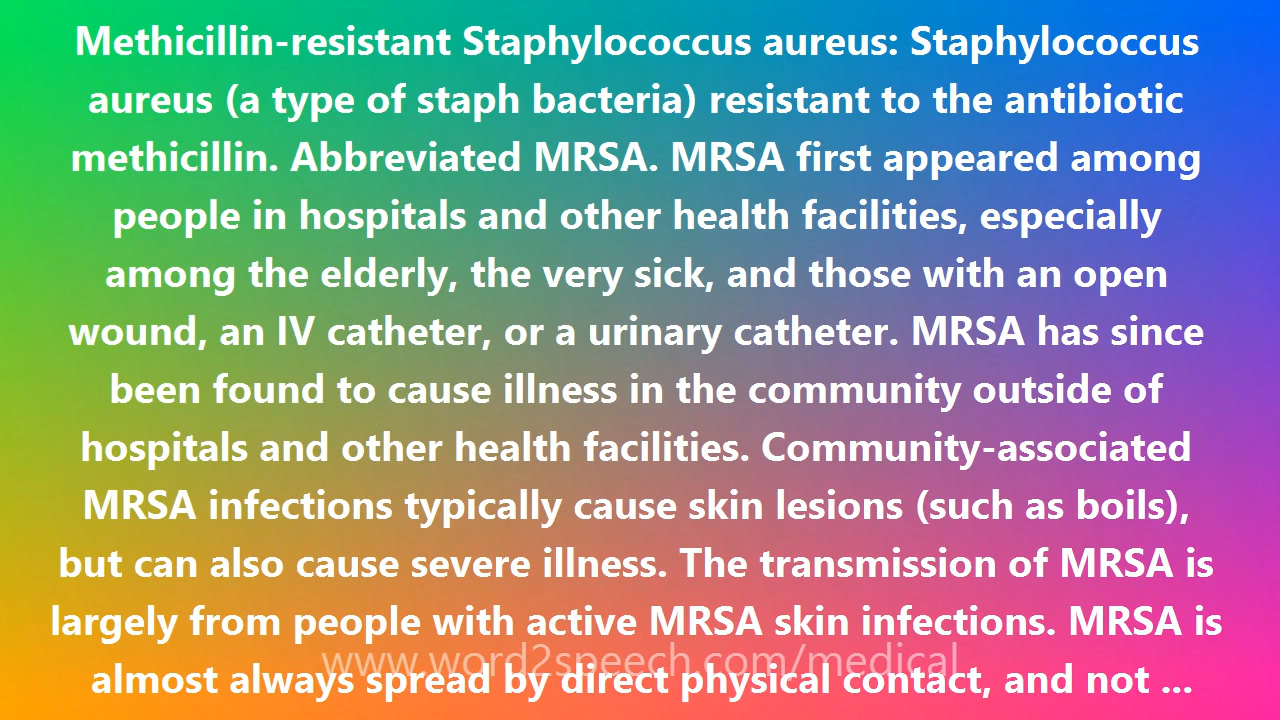 Methicillin-resistant Staphylococcus aureus: Staphylococcus
aureus (a type of staph bacteria) resistant to the antibiotic
methicillin. Abbreviated MRSA. MRSA first appeared among
people in hospitals and other health facilities, especially
among the elderly, the very sick, and those with an open
wound, an IV catheter, or a urinary catheter. MRSA has since
been found to cause illness in the community outside of
hospitals and other health facilities. Community-associated
MRSA infections typically cause skin lesions (such as boils),
but can also cause severe illness. The transmission of MRSA is
largely from people with active MRSA skin infections. MRSA is
www.word2speech.com/medical
almost always spread by direct physical contact, and not ...